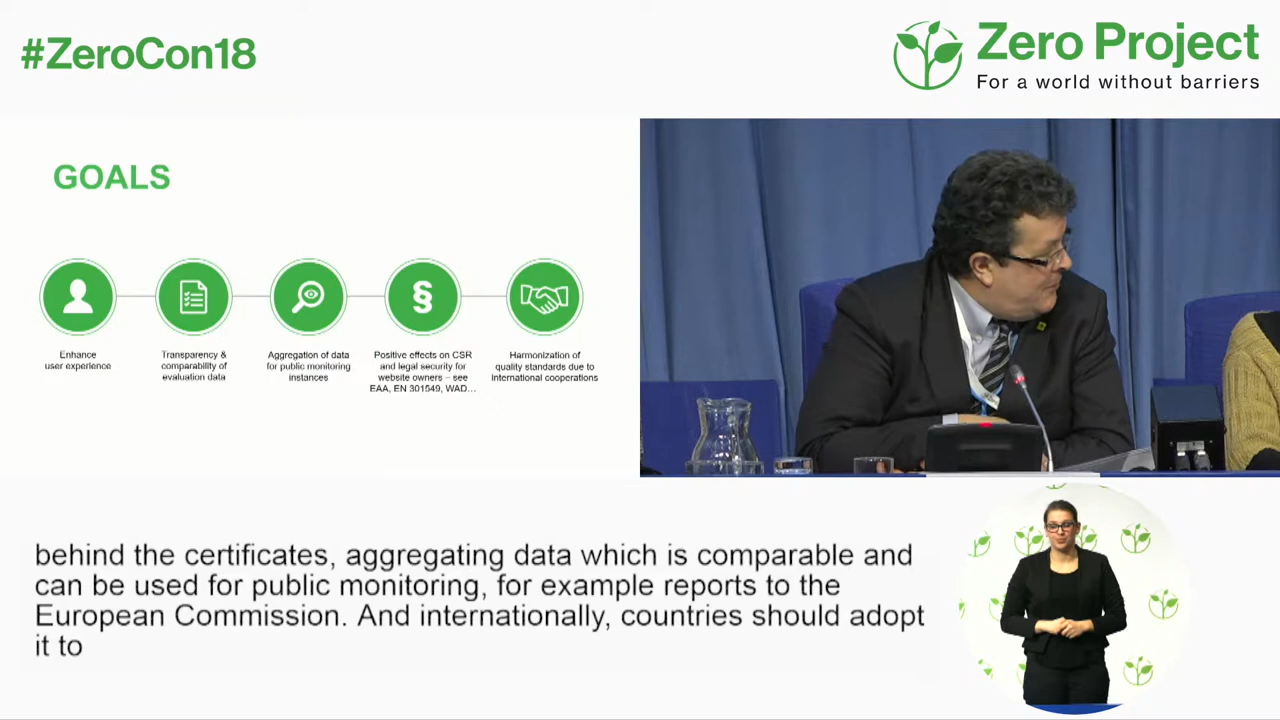 #ZeroCon18
Zero Project
For a world without barriers
GOALS
Enhance
user experience
Transparency &
comparability of
evaluation data
Aggregation of data
for public monitoring
instances
§
Positive effects on CSR
and legal security for
website owners – see
EAA, EN 301549, WAD…
Harmonization of
quality standards due to
international cooperations
behind the certificates, aggregating data which is comparable and
can be used for public monitoring, for example reports to the
European Commission. And internationally, countries should adopt
it to